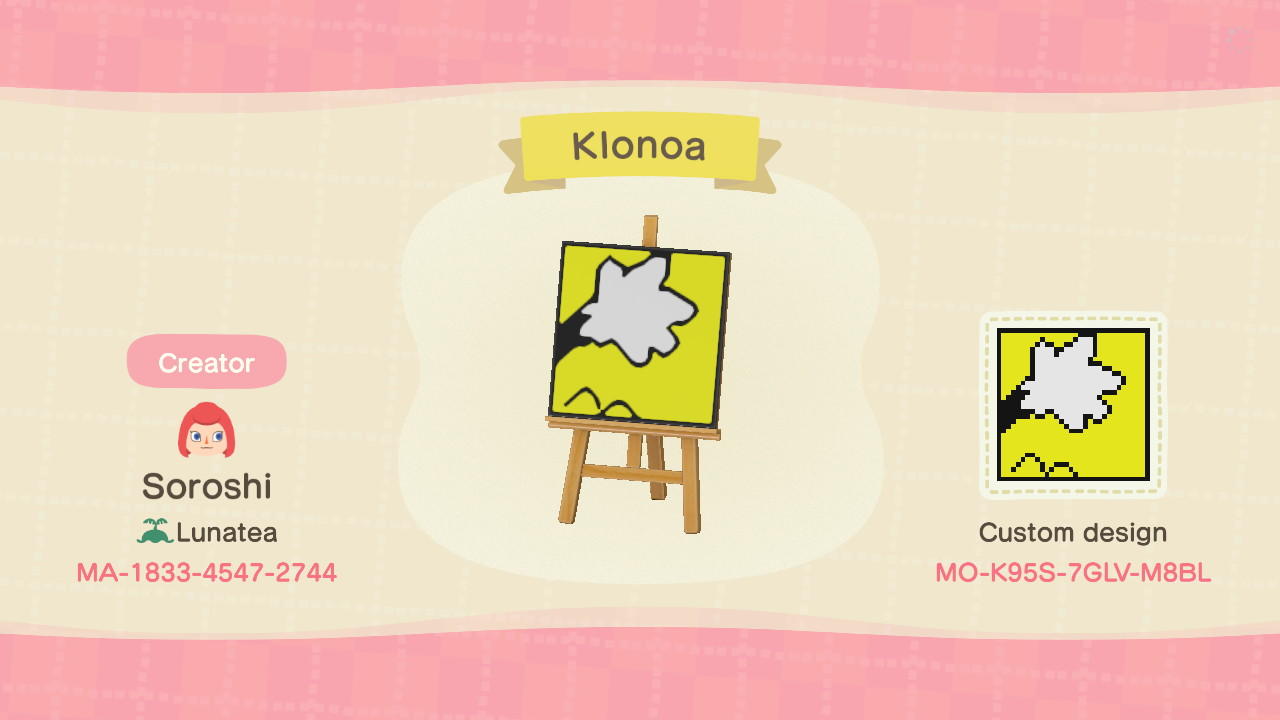 Klonoa
Creator
Soroshi
Lunatea
MA-1833-4547-2744
Custom design
MO-K95S-7GLV-M8BL